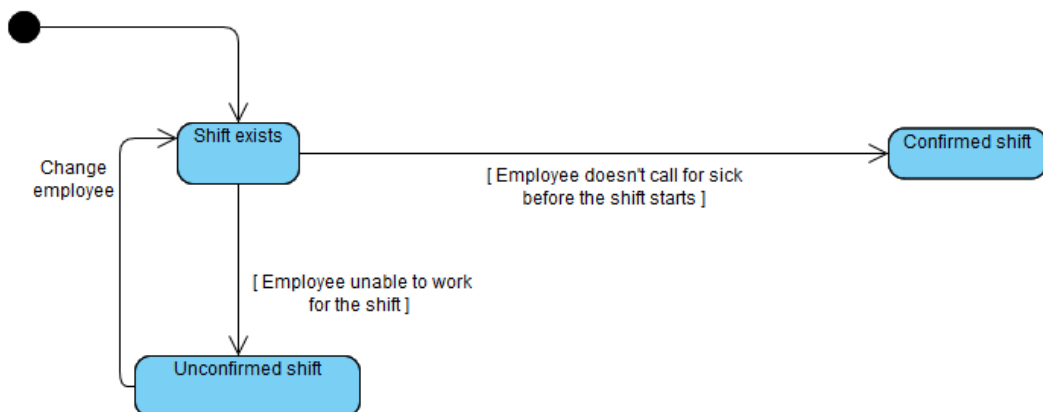 Shift exists
Confirmed shift
Change
employee
[ Employee doesn't call for sick
before the shift starts ]
[ Employee unable to work
for the shift ]
Unconfirmed shift